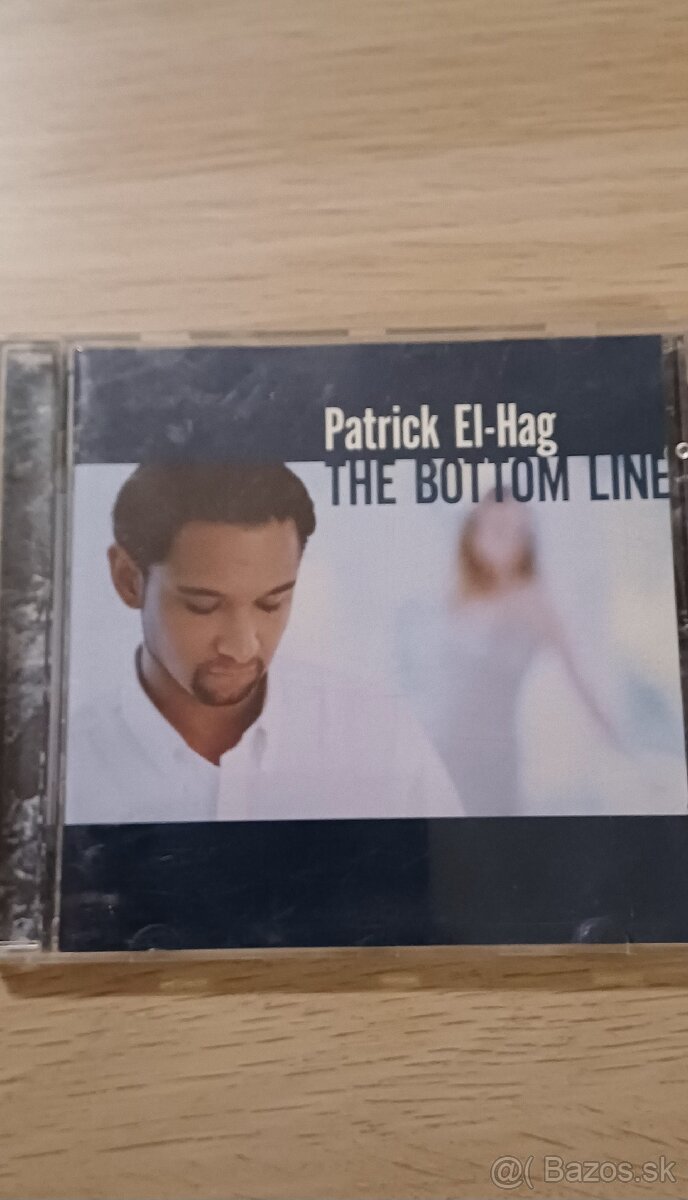 Patrick El-Hag
THE BOTTOM LINE
@( Bazos.sk